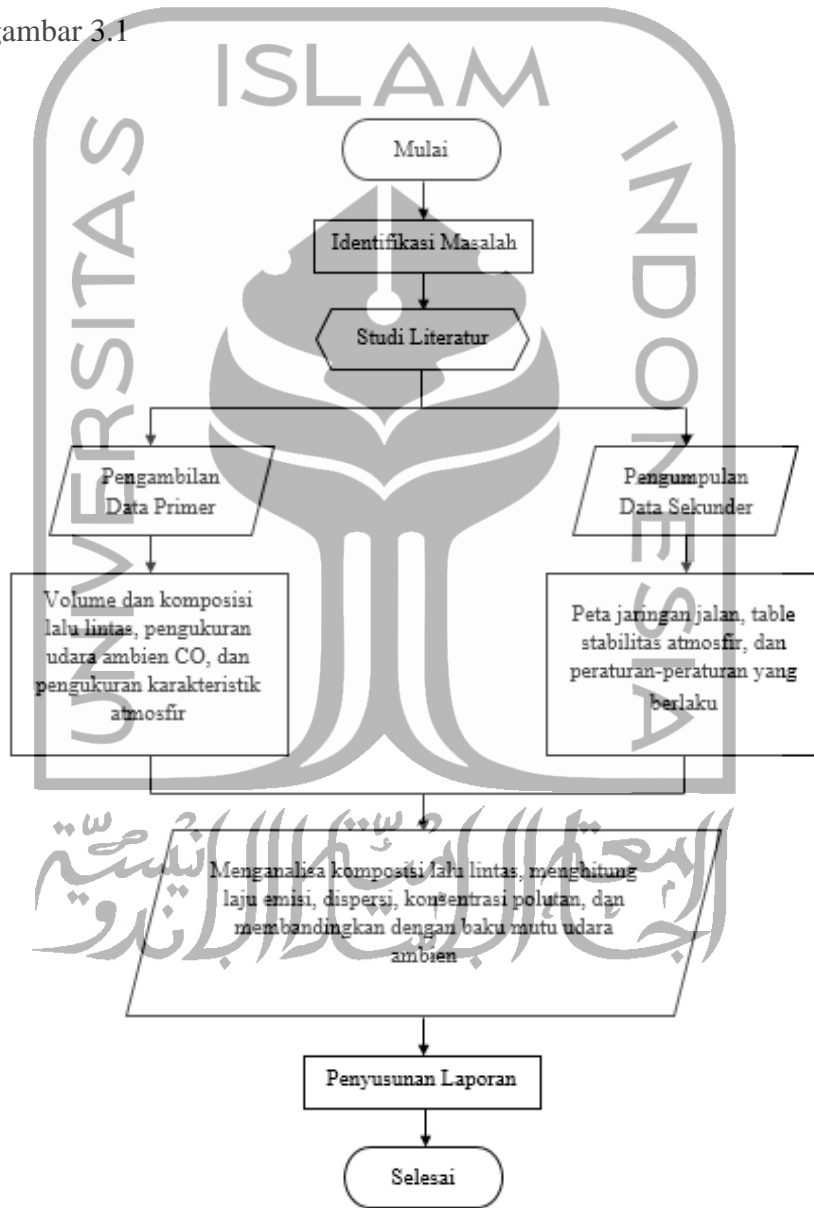 gambar 3.1
ISLAM
UNIVERSITAS
INDONESIA
Mulai
Identifikasi Masalah
Studi Literatur
Pengambilan
Data Primer
Pengumpulan
Data Sekunder
Volume dan komposisi
lalu lintas, pengukuran
udara ambien CO, dan
pengukuran karakteristik
atmosfir
Peta jaringan jalan, table
stabilitas atmosfir, dan
peraturan-peraturan yang
berlaku
Menganalisa komposisi lalu lintas, menghitung
laju emisi, dispersi, konsentrasi polutan, dan
membandingkan dengan baku mutu udara
ambien
Penyusunan Laporan
Selesai